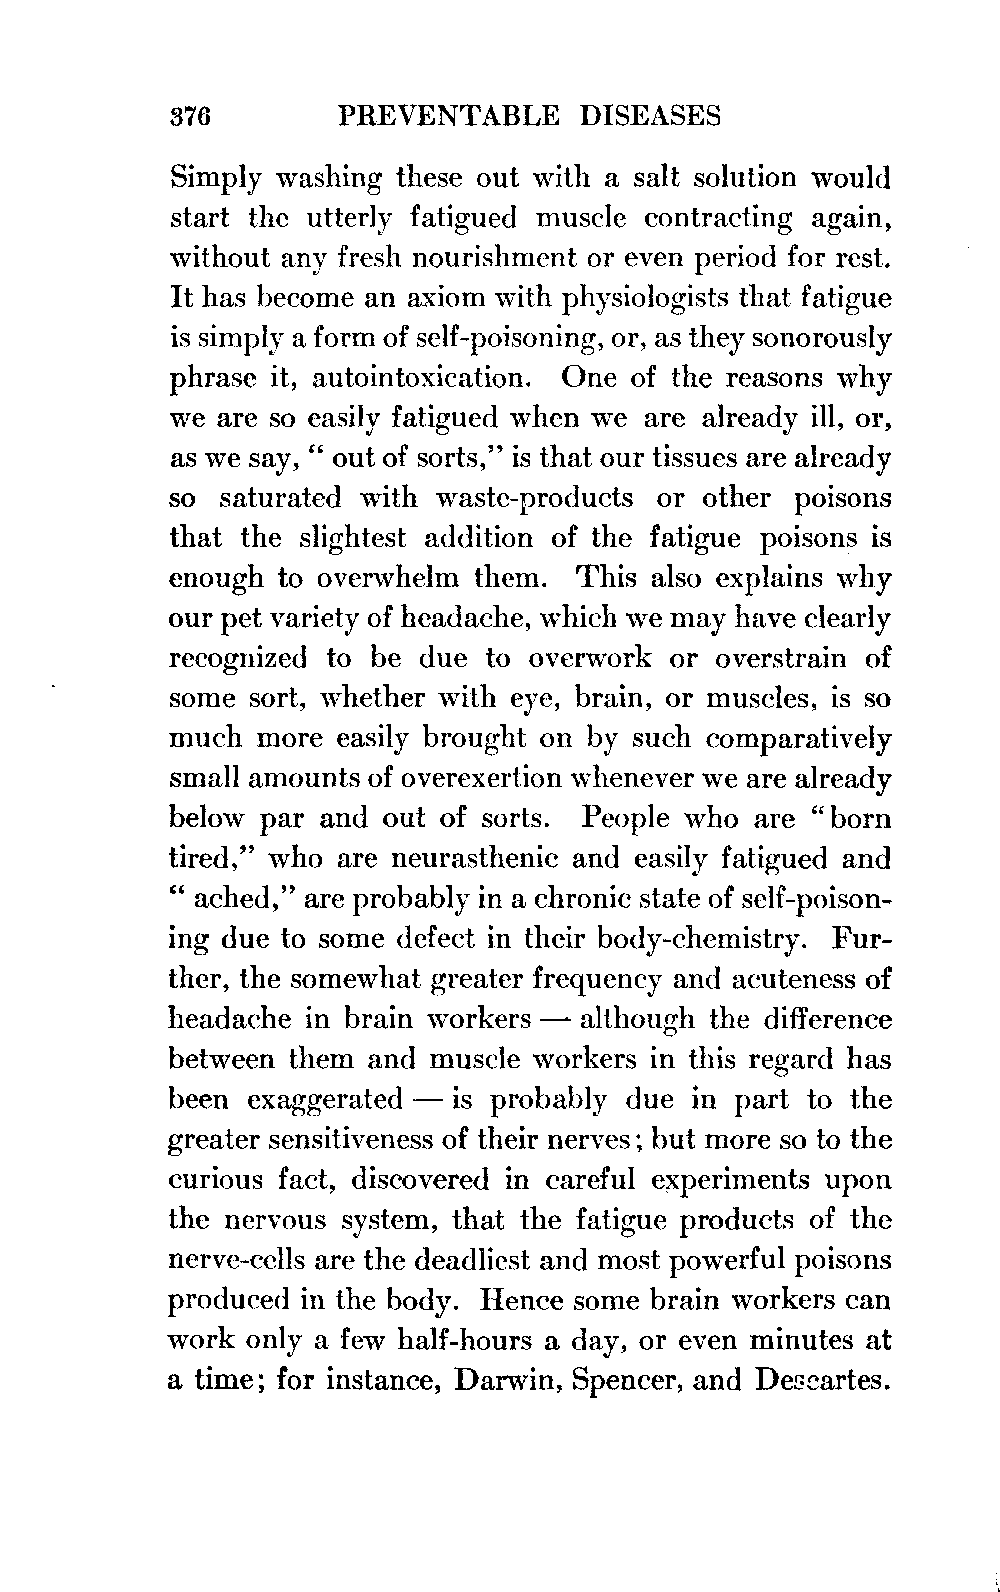 376 PREVENTABLE DISEASES
Simply washing these out with a salt solution would
start the utterly fatigued muscle contracting again,
without any fresh nourishment or even period for rest.
It has become an axiom with physiologists that fatigue
is simply a form of self-poisoning, or, as they sonorously
phrase it, autointoxication. One of the reasons why
we are so easily fatigued when we are already ill, or,
as we say, “ out of sorts,” is that our tissues are already
so saturated with waste-products or other poisons
that the slightest addition of the fatigue poisons is
enough to overwhelm them. This also explains why
our pet variety of headache, which we may have clearly
recognized to be due to overwork or overstrain of
some sort, whether with eye, brain, or muscles, is so
much more easily brought on by such comparatively
small amounts of overexertion whenever we are already
below par and out of sorts. People who are “born
tired,” who are neurasthenic and easily fatigued and
“ ached,” are probably in a chronic state of self-poison-
ing due to some defect in their body-chemistry. Fur-
ther, the somewhat greater frequency and acuteness of
headache in brain workers — although the difference
between them and muscle workers in this regard has
been exaggerated — is probably due in part to the
greater sensitiveness of their nerves; but more so to the
curious fact, discovered in careful experiments upon
the nervous system, that the fatigue products of the
nerve-cells are the deadliest and most powerful poisons
produced in the body. Hence some brain workers can
work only a few half-hours a day, or even minutes at
a time; for instance, Darwin, Spencer, and Descartes.